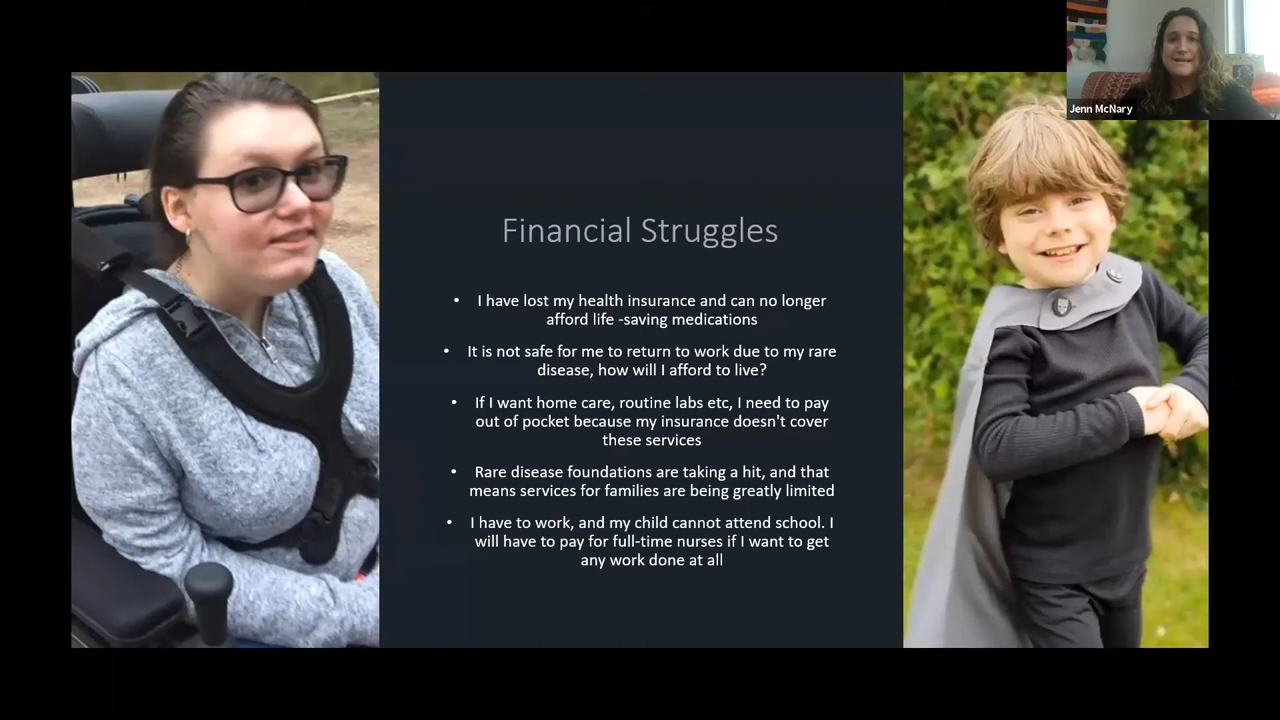 Jenn McNary
Financial Struggles
• I have lost my health insurance and can no longer
afford life -saving medications
• It is not safe for me to return to work due to my rare
disease, how will I afford to live?
• If I want home care, routine labs etc, I need to pay
out of pocket because my insurance doesn't cover
these services
• Rare disease foundations are taking a hit, and that
means services for families are being greatly limited
• I have to work, and my child cannot attend school. I
will have to pay for full-time nurses if I want to get
any work done at all